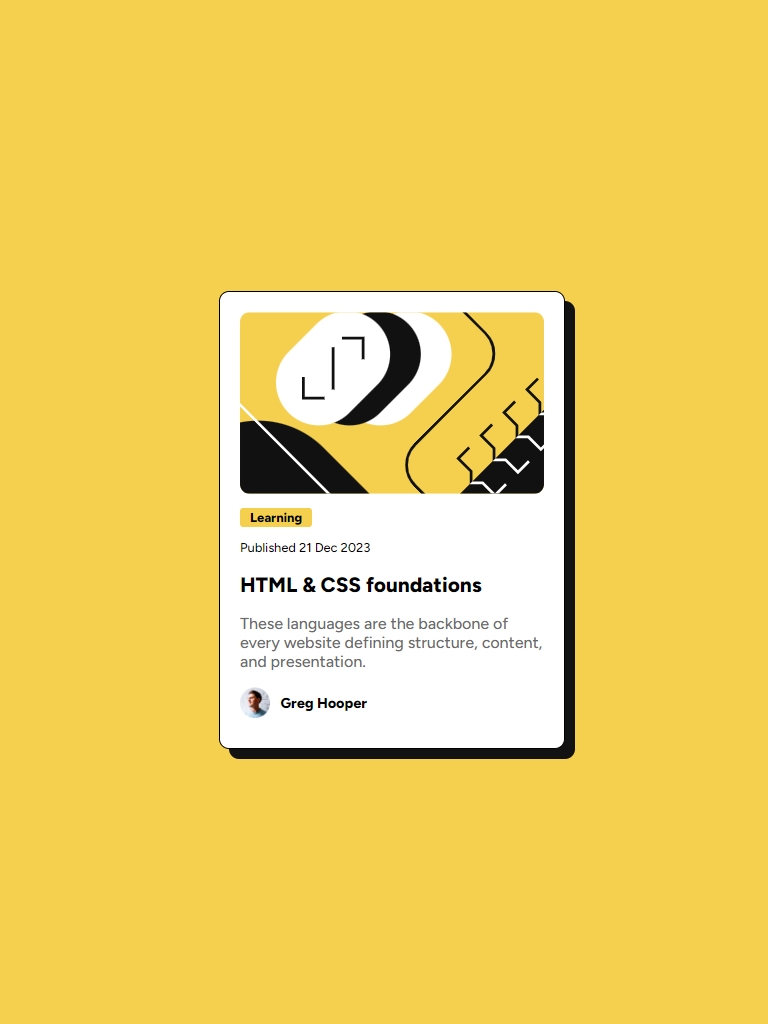 Learning
Published 21 Dec 2023
HTML & CSS foundations
These languages are the backbone of
every website defining structure, content,
and presentation.
Greg Hooper